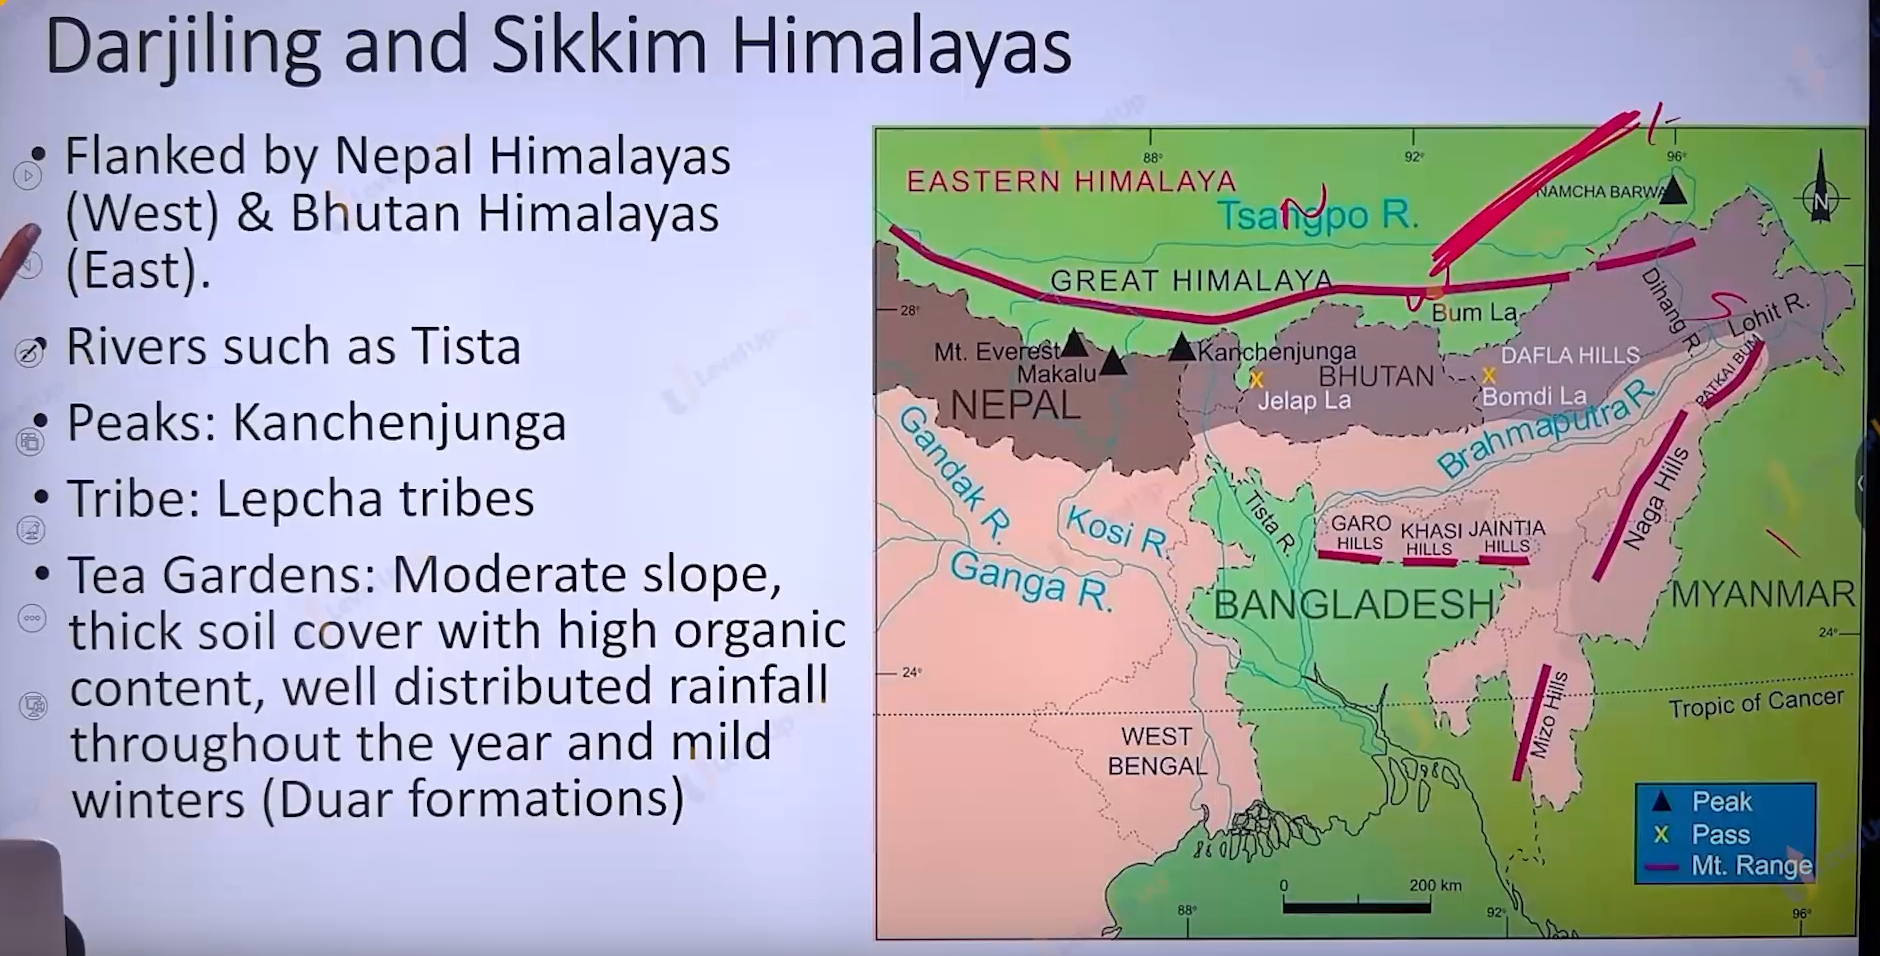 Darjiling and Sikkim Himalayas
• Flanked by Nepal Himalayas
(West) & Bhutan Himalayas
(East).
• Rivers such as Tista
• Peaks: Kanchenjunga
• Tribe: Lepcha tribes
• Tea Gardens: Moderate slope,
thick soil cover with high organic
content, well distributed rainfall
throughout the year and mild
winters (Duar formations)
88°
92°
96°
EASTERN HIMALAYA
NAMCHA BARWA
N
Tsangpo R.
N
GREAT HIMALAYA
28°
Bum La
Dihang R.
S
Lohit R.
Mt. Everest
Kanchenjunga
DAFLA HILLS
Makalu
BHUTAN
PATKAI BUM
NEPAL
X
Jelap La
X
Bomdi La
Brahmaputra R.
Gandak R.
Kosi R.
Tista R.
GARO
HILLS
KHASI
HILLS
JAINTIA
HILLS
Naga Hills
Ganga R.
BANGLADESH
MYANMAR
24°
24°
Tropic of Cancer
WEST
BENGAL
Mizo Hills
Peak
X Pass
Mt. Range
0
200 km
88°
92°
96°
LevelUp